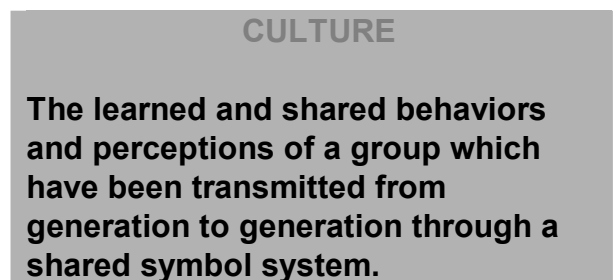 CULTURE
The learned and shared behaviors
and perceptions of a group which
have been transmitted from
generation to generation through a
shared symbol system.